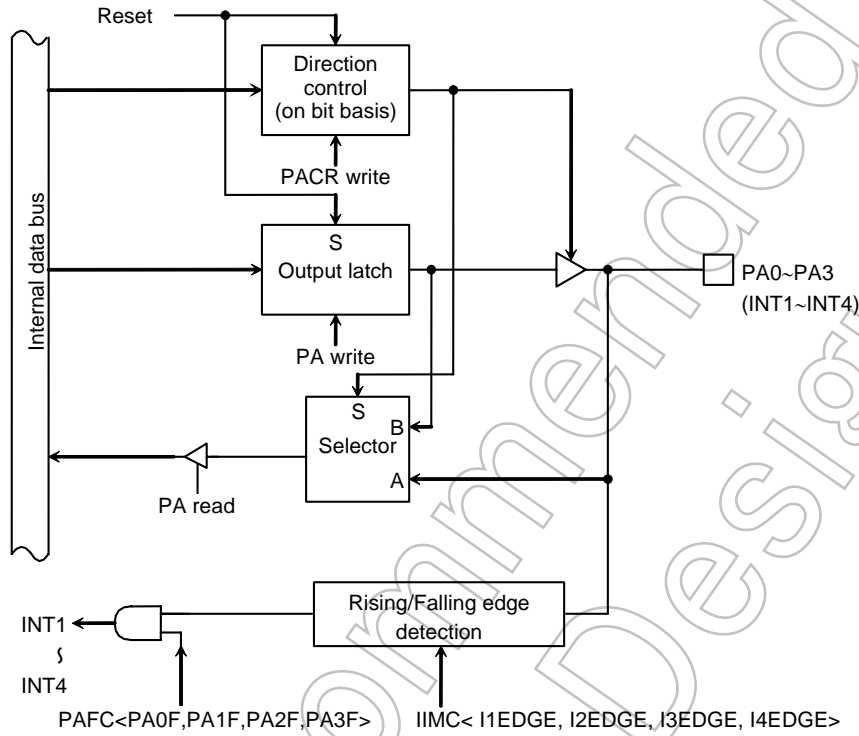 Reset
Direction
control
(on bit basis)
PACR write
Internal data bus
S
Output latch
PA write
PA0~PA3
(INT1~INT4)
S
B
Selector
A
PA read
Rising/Falling edge
detection
INT1
~
INT4
PAFC<PA0F,PA1F,PA2F,PA3F>
IIMC< I1EDGE, I2EDGE, I3EDGE, I4EDGE>
ommended
Desig